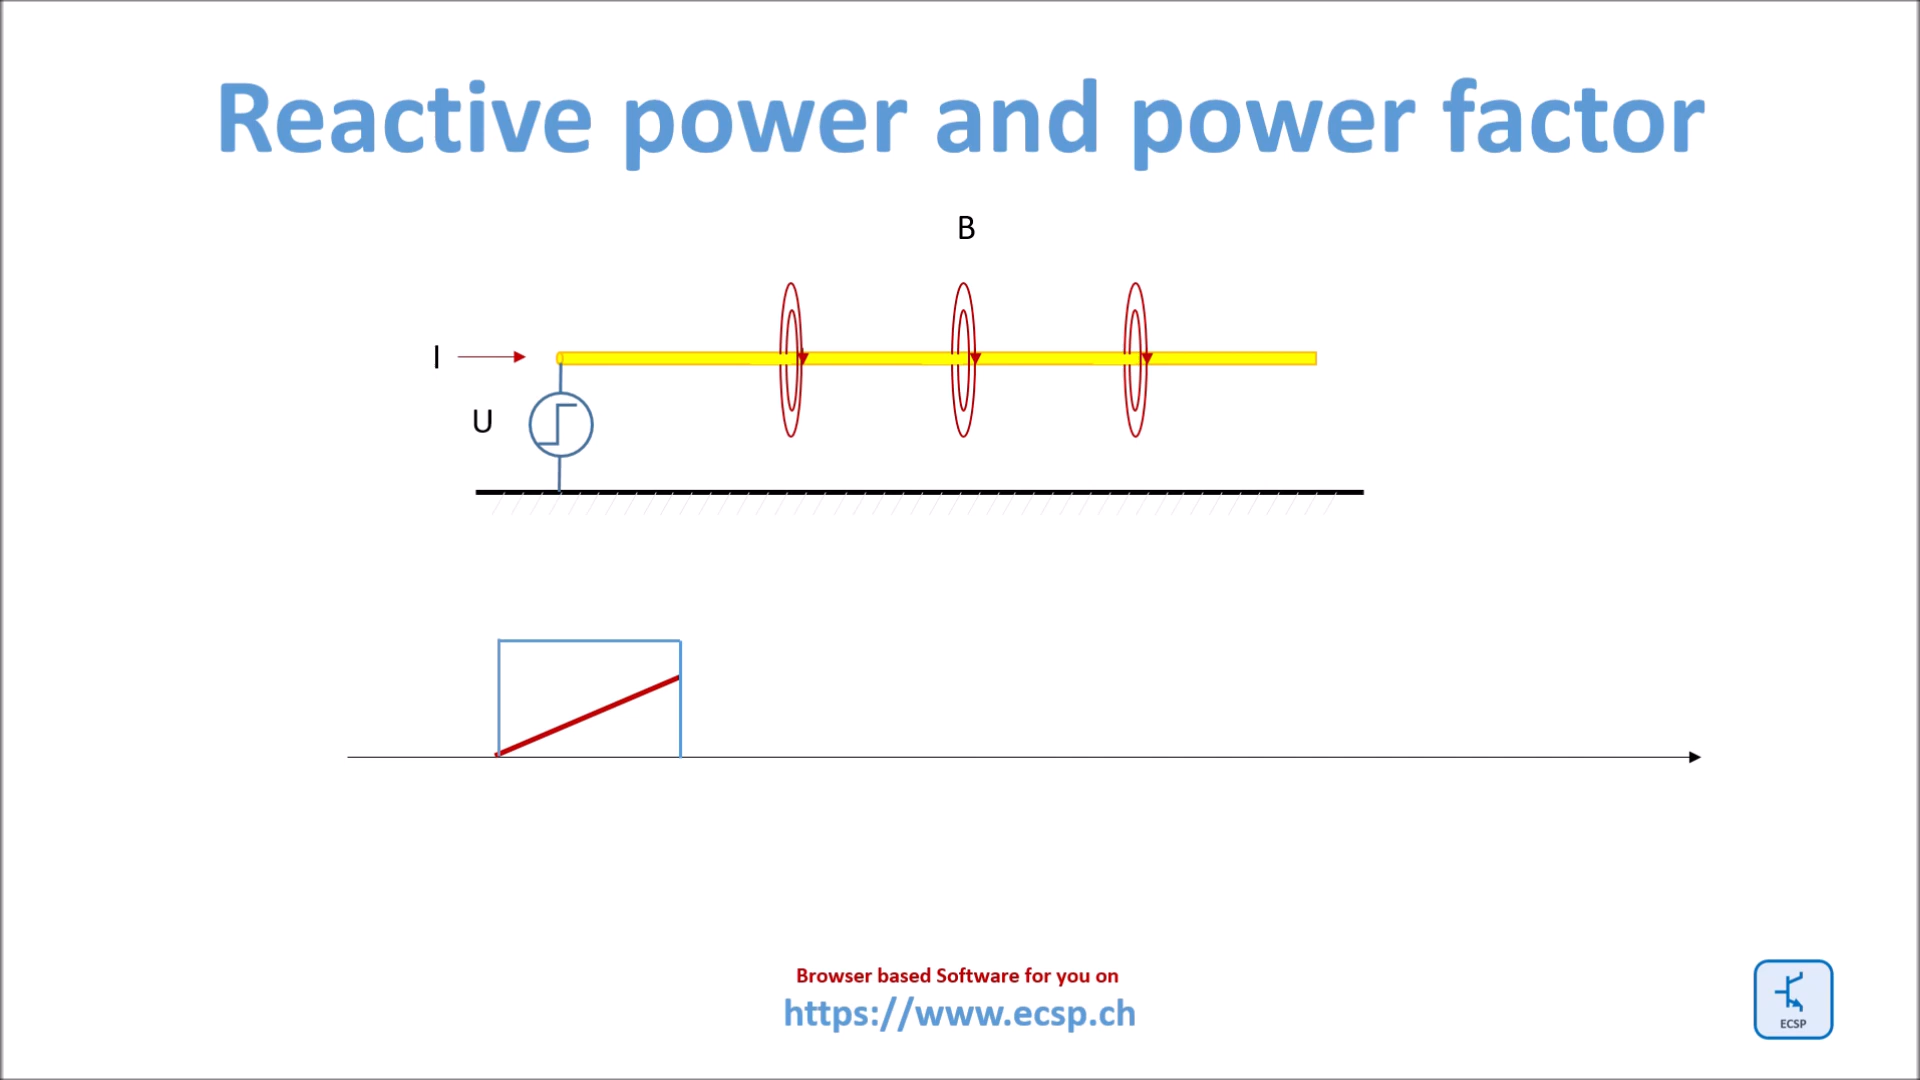 Reactive power and power factor
B
I
U
Browser based Software for you on
https://www.ecsp.ch
ECSP